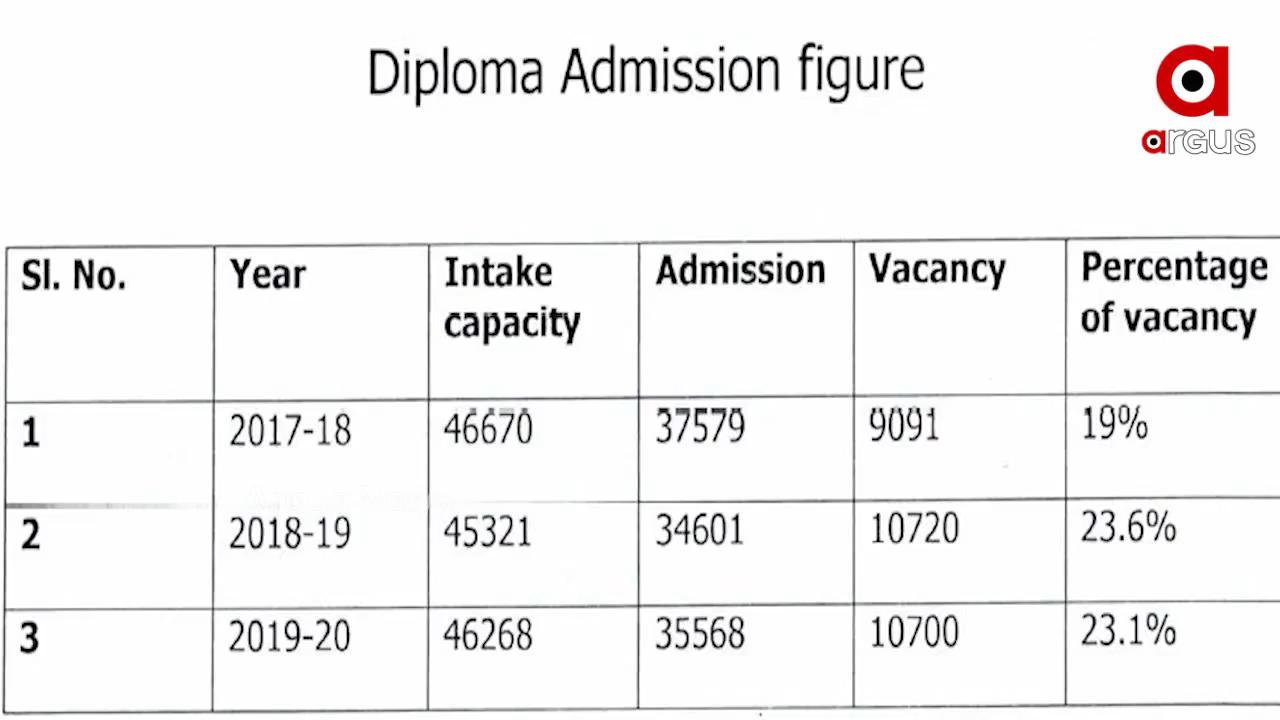 Diploma Admission figure
argus
Sl. No. Year Intake capacity Admission Vacancy Percentage of vacancy
1 2017-18 46670 37579 9091 19%
2 2018-19 45321 34601 10720 23.6%
3 2019-20 46268 35568 10700 23.1%